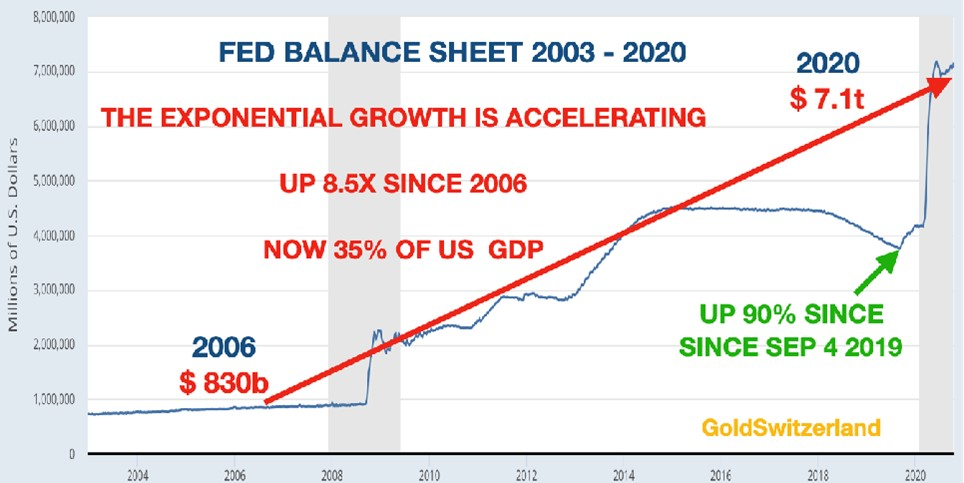 8,000,000
FED BALANCE SHEET 2003 - 2020
2020
7,000,000
$ 7.1t
THE EXPONENTIAL GROWTH IS ACCELERATING
6,000,000
UP 8.5X SINCE 2006
5,000,000
NOW 35% OF US GDP
4,000,000
Millions of U.S. Dollars
3,000,000
UP 90% SINCE
SINCE SEP 4 2019
2006
2,000,000
$ 830b
1,000,000
GoldSwitzerland
0
2004 2006 2008 2010 2012 2014 2016 2018 2020